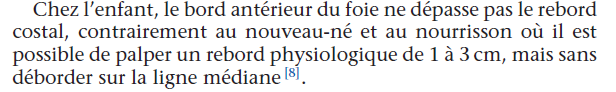 Chez l'enfant, le bord antérieur du foie ne dépasse pas le rebord
costal, contrairement au nouveau-né et au nourrisson où il est
possible de palper un rebord physiologique de 1 à 3 cm, mais sans
déborder sur la ligne médiane [8].